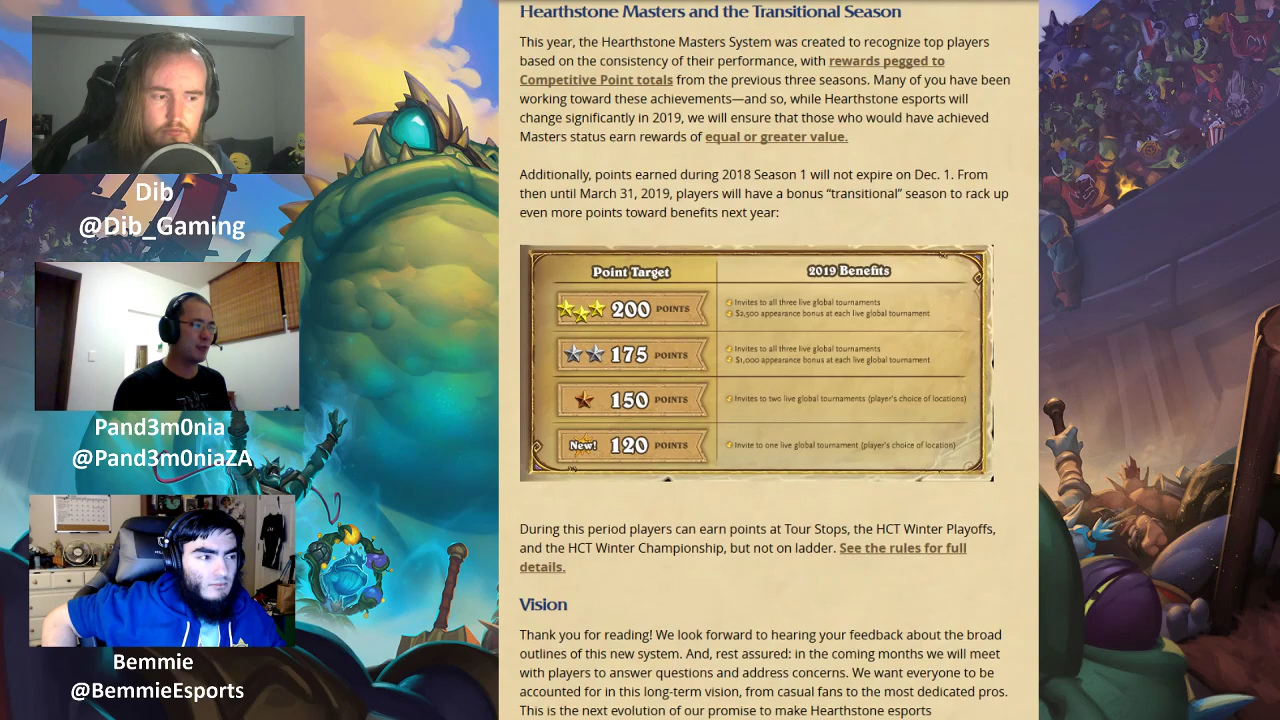 Dib
@Dib_Gaming
Pand3m0nia
@Pand3m0niaZA
Bemmie
@BemmieEsports
Hearthstone Masters and the Transitional Season
This year, the Hearthstone Masters System was created to recognize top players
based on the consistency of their performance, with rewards pegged to
Competitive Point totals from the previous three seasons. Many of you have been
working toward these achievements—and so, while Hearthstone esports will
change significantly in 2019, we will ensure that those who would have achieved
Masters status earn rewards of equal or greater value.
Additionally, points earned during 2018 Season 1 will not expire on Dec. 1. From
then until March 31, 2019, players will have a bonus “transitional” season to rack up
even more points toward benefits next year:
Point Target
2019 Benefits
200 POINTS
Invites to all three live global tournaments
$2,500 appearance bonus at each live global tournament
175 POINTS
Invites to all three live global tournaments
$1,000 appearance bonus at each live global tournament
150 POINTS
Invites to two live global tournaments (player's choice of locations)
New! 120 POINTS
Invite to one live global tournament (player's choice of location)
During this period players can earn points at Tour Stops, the HCT Winter Playoffs,
and the HCT Winter Championship, but not on ladder. See the rules for full
details.
Vision
Thank you for reading! We look forward to hearing your feedback about the broad
outlines of this new system. And, rest assured: in the coming months we will meet
with players to answer questions and address concerns. We want everyone to be
accounted for in this long-term vision, from casual fans to the most dedicated pros.
This is the next evolution of our promise to make Hearthstone esports